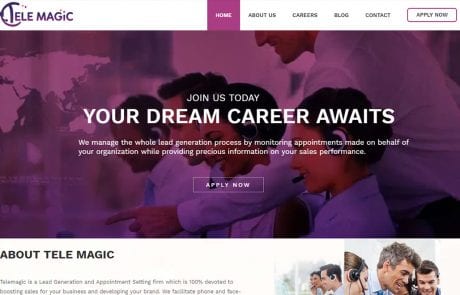 TELE MAGIC
HOME ABOUT US CAREERS BLOG CONTACT APPLY NOW
JOIN US TODAY
YOUR DREAM CAREER AWAITS
We manage the whole lead generation process by monitoring appointments made on behalf of
your organization while providing precious information on your sales performance.
APPLY NOW
ABOUT TELE MAGIC
Telemagic is a Lead Generation and Appointment Setting firm which is 100% devoted to
boosting sales for your business and developing your brand. We facilitate phone and face-